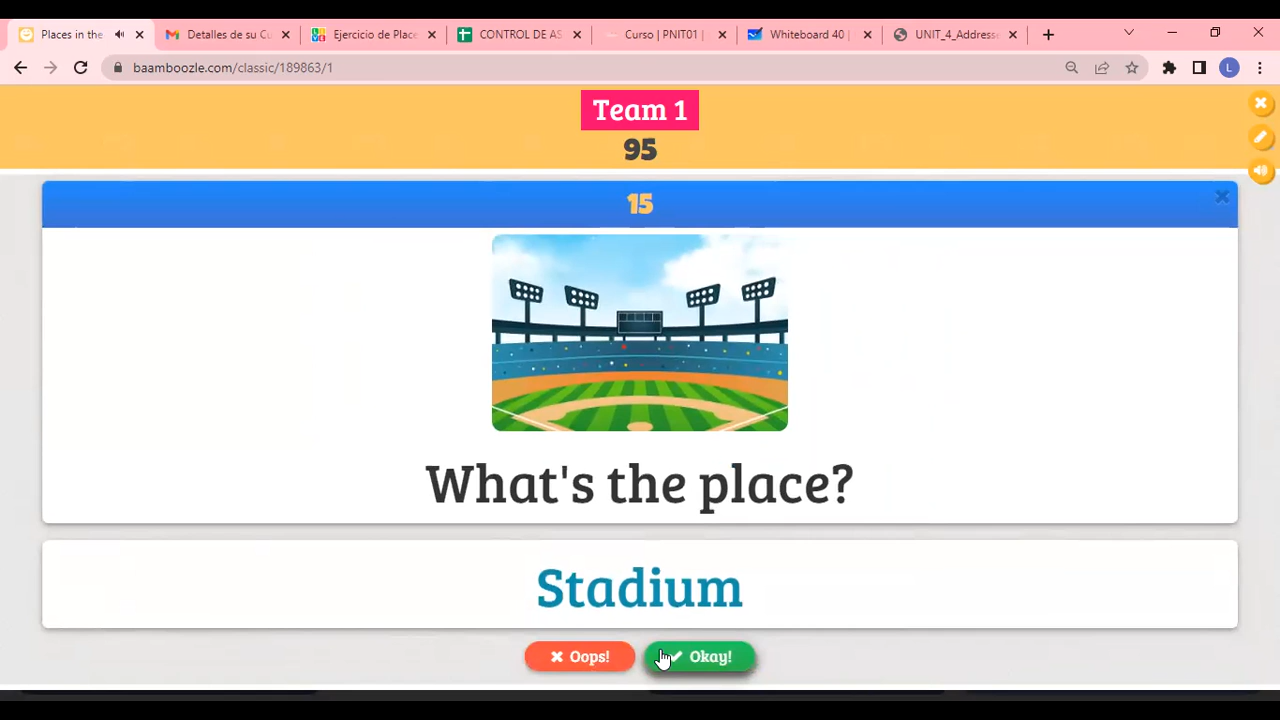 Places in the
Detalles de su Cu
Ejercicio de Place
CONTROL DE AS
Curso | PNIT01 |
Whiteboard 40 |
UNIT_4_Addresse
baamboozle.com/classic/189863/1
L
Team 1
95
15
What's the place?
Stadium
Oops!
Okay!